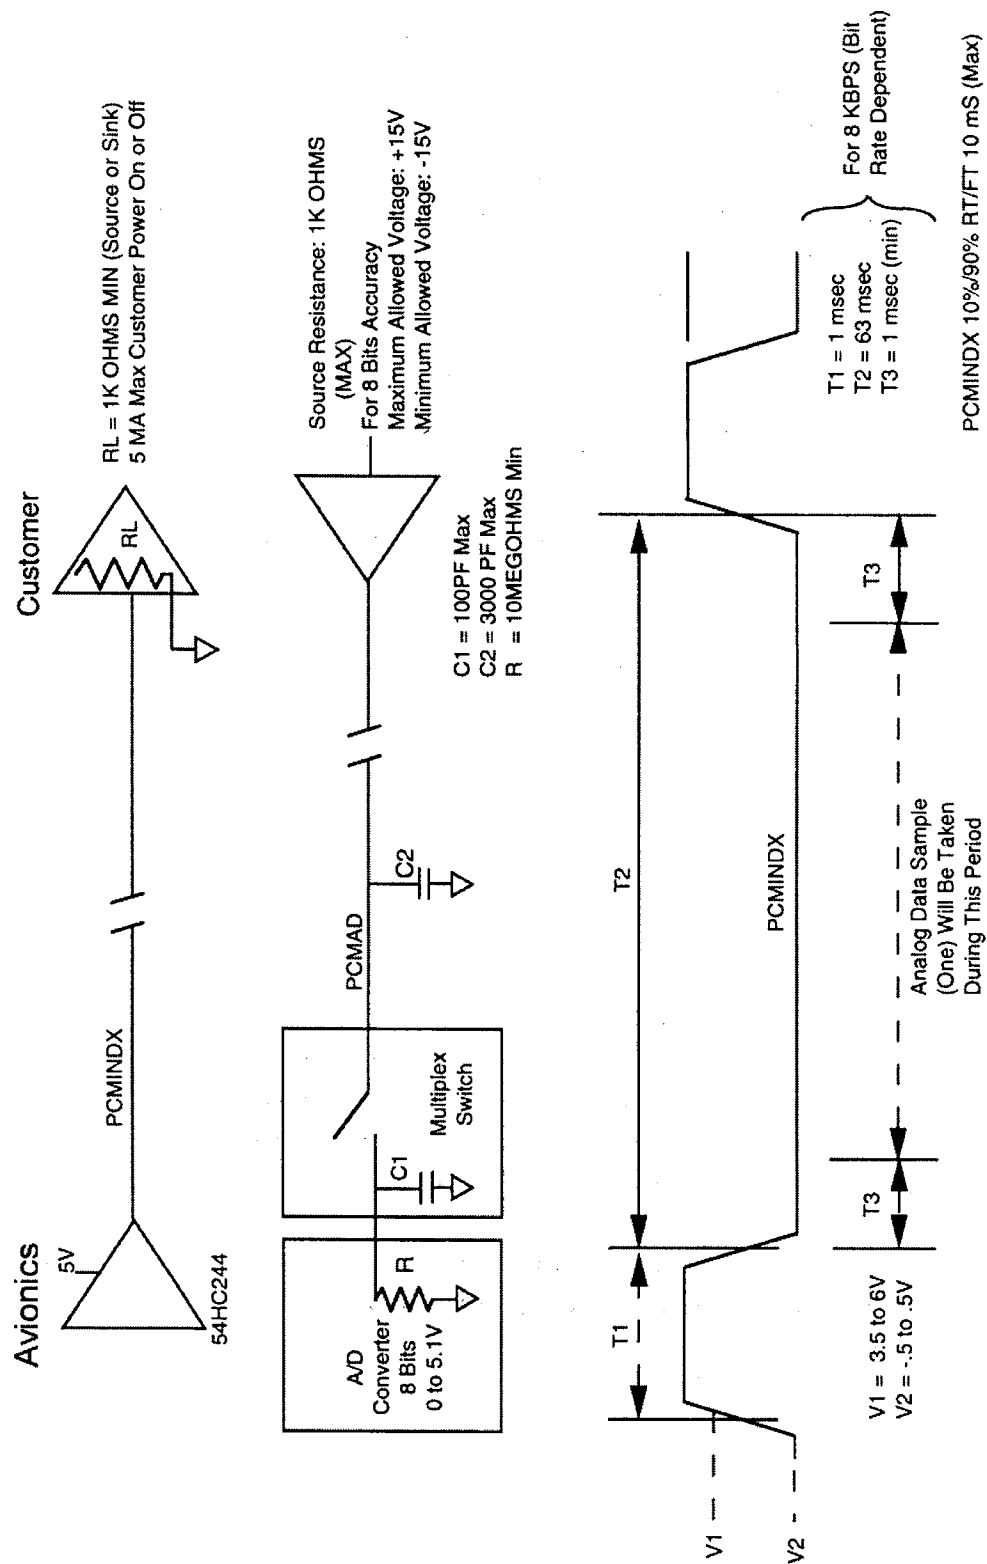 Avionics
Customer
5V
54HC244
PCMINDX
RL
RL = 1K OHMS MIN (Source or Sink)
5 MA Max Customer Power On or Off
A/D
Converter
8 Bits
0 to 5.1V
R
C1
Multiplex
Switch
PCMAD
C2
Source Resistance: 1K OHMS
(MAX)
For 8 Bits Accuracy
Maximum Allowed Voltage: +15V
Minimum Allowed Voltage: -15V
C1 = 100PF Max
C2 = 3000 PF Max
R = 10MEGOHMS Min
T1
T2
V1
V2
PCMINDX
T3
T3
V1 = 3.5 to 6V
V2 = -.5 to .5V
Analog Data Sample
(One) Will Be Taken
During This Period
T1 = 1 msec
T2 = 63 msec
T3 = 1 msec (min)
For 8 KBPS (Bit
Rate Dependent)
PCMINDX 10%/90% RT/FT 10 mS (Max)